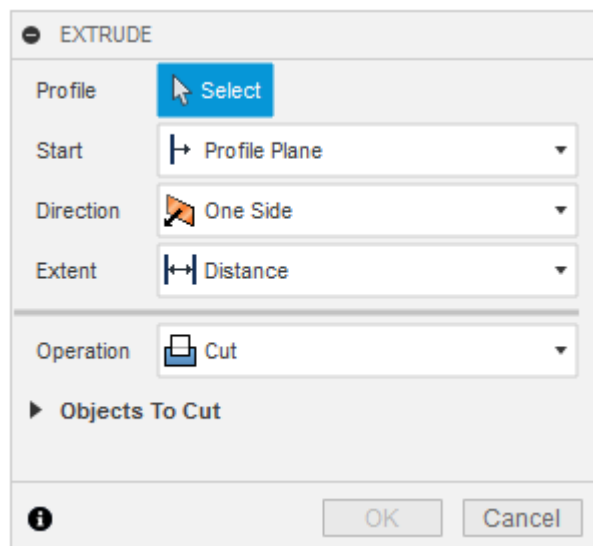 EXTRUDE
Profile Select
Start Profile Plane
Direction One Side
Extent Distance
Operation Cut
Objects To Cut
OK Cancel